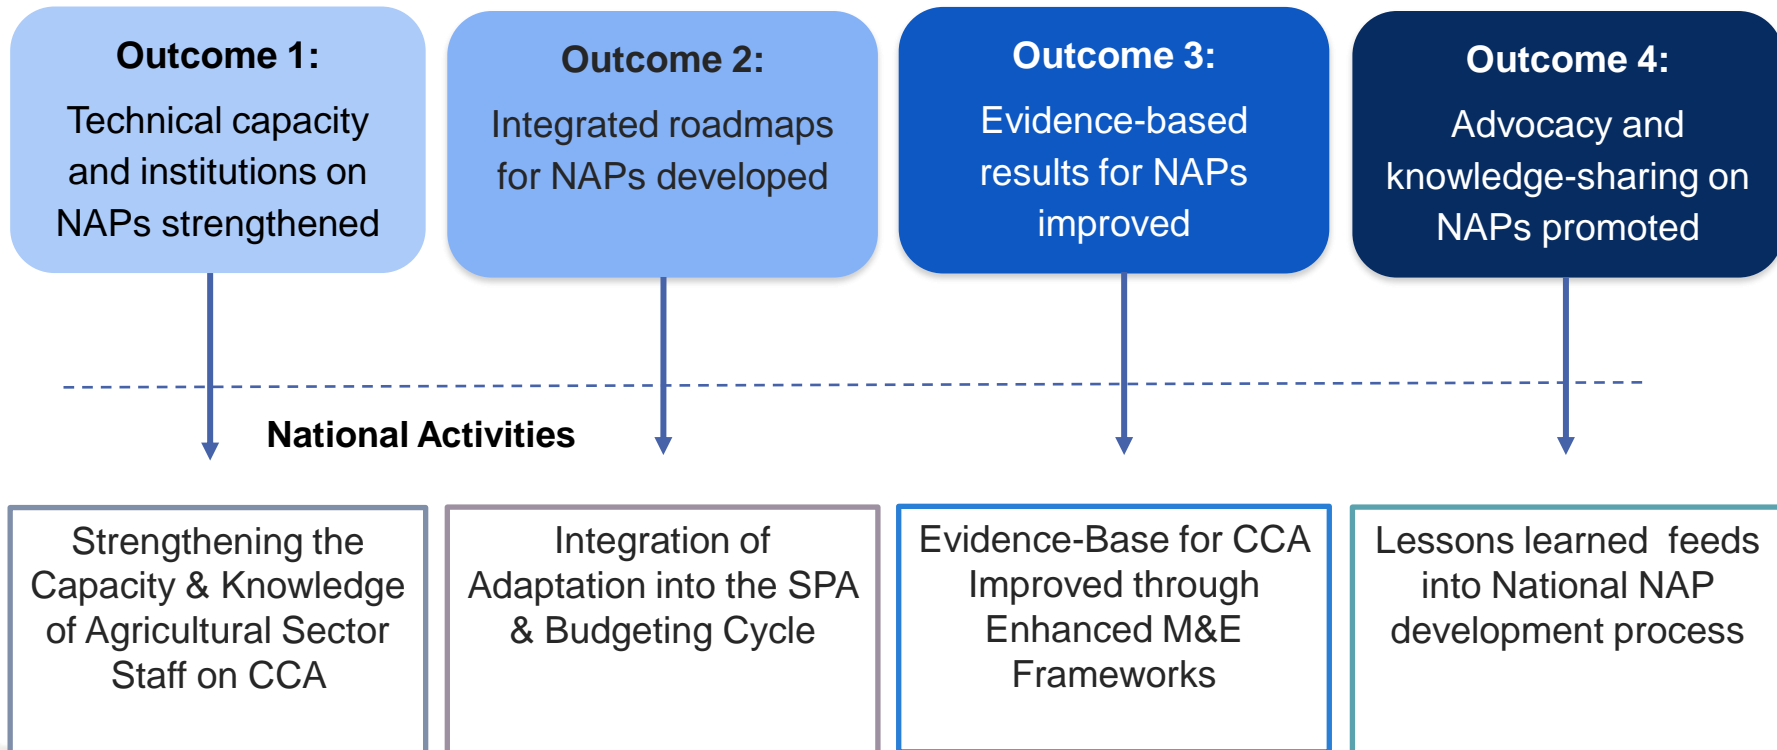 Outcome 1:
Technical capacity
and institutions on
NAPs strengthened
Outcome 2:
Integrated roadmaps
for NAPs developed
Outcome 3:
Evidence-based
results for NAPs
improved
Outcome 4:
Advocacy and
knowledge-sharing on
NAPs promoted
National Activities
Strengthening the
Capacity & Knowledge
of Agricultural Sector
Staff on CCA
Integration of
Adaptation into the SPA
& Budgeting Cycle
Evidence-Base for CCA
Improved through
Enhanced M&E
Frameworks
Lessons learned feeds
into National NAP
development process